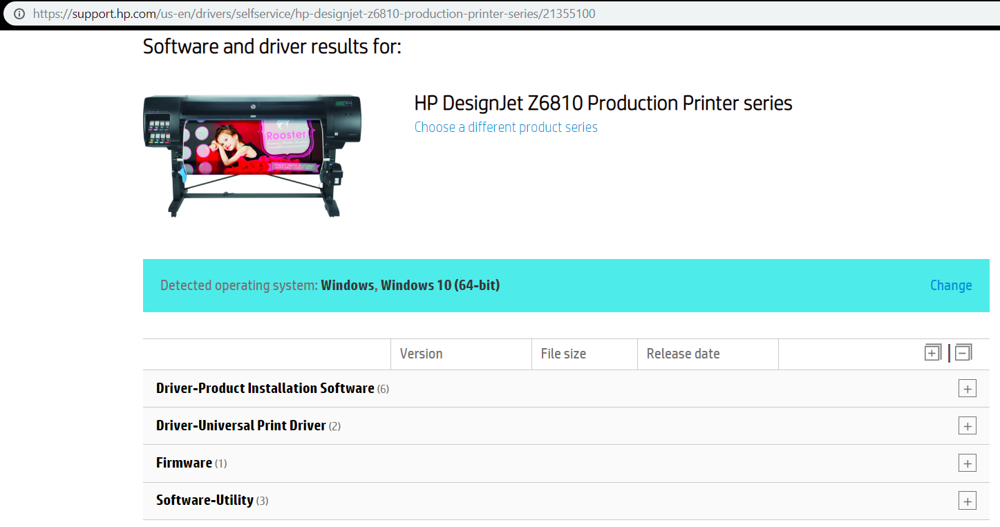 https://support.hp.com/us-en/drivers/selfservice/hp-designjet-z6810-production-printer-series/21355100
Software and driver results for:
HP DesignJet Z6810 Production Printer series
Choose a different product series
Rooster
Detected operating system: Windows, Windows 10 (64-bit)
Change
Version File size Release date
Driver-Product Installation Software (6)
Driver-Universal Print Driver (2)
Firmware (1)
Software-Utility (3)